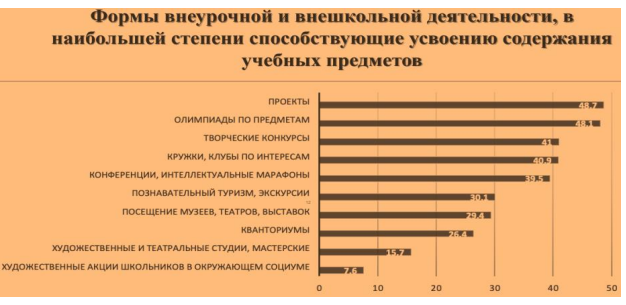 Формы внеурочной и внешкольной деятельности, в
наибольшей степени способствующие усвоению содержания
учебных предметов
ПРОЕКТЫ 48.7
ОЛИМПИАДЫ ПО ПРЕДМЕТАМ 48.1
ТВОРЧЕСКИЕ КОНКУРСЫ 41
КРУЖКИ, КЛУБЫ ПО ИНТЕРЕСАМ 40.9
КОНФЕРЕНЦИИ, ИНТЕЛЛЕКТУАЛЬНЫЕ МАРАФОНЫ 39.5
ПОЗНАВАТЕЛЬНЫЙ ТУРИЗМ, ЭКСКУРСИИ 30.1
ПОСЕЩЕНИЕ МУЗЕЕВ, ТЕАТРОВ, ВЫСТАВОК 29.4
КВАНТОРИУМЫ 26.4
ХУДОЖЕСТВЕННЫЕ И ТЕАТРАЛЬНЫЕ СТУДИИ, МАСТЕРСКИЕ 15.7
ХУДОЖЕСТВЕННЫЕ АКЦИИ ШКОЛЬНИКОВ В ОКРУЖАЮЩЕМ СОЦИУМЕ 7.6
0 10 20 30 40 50